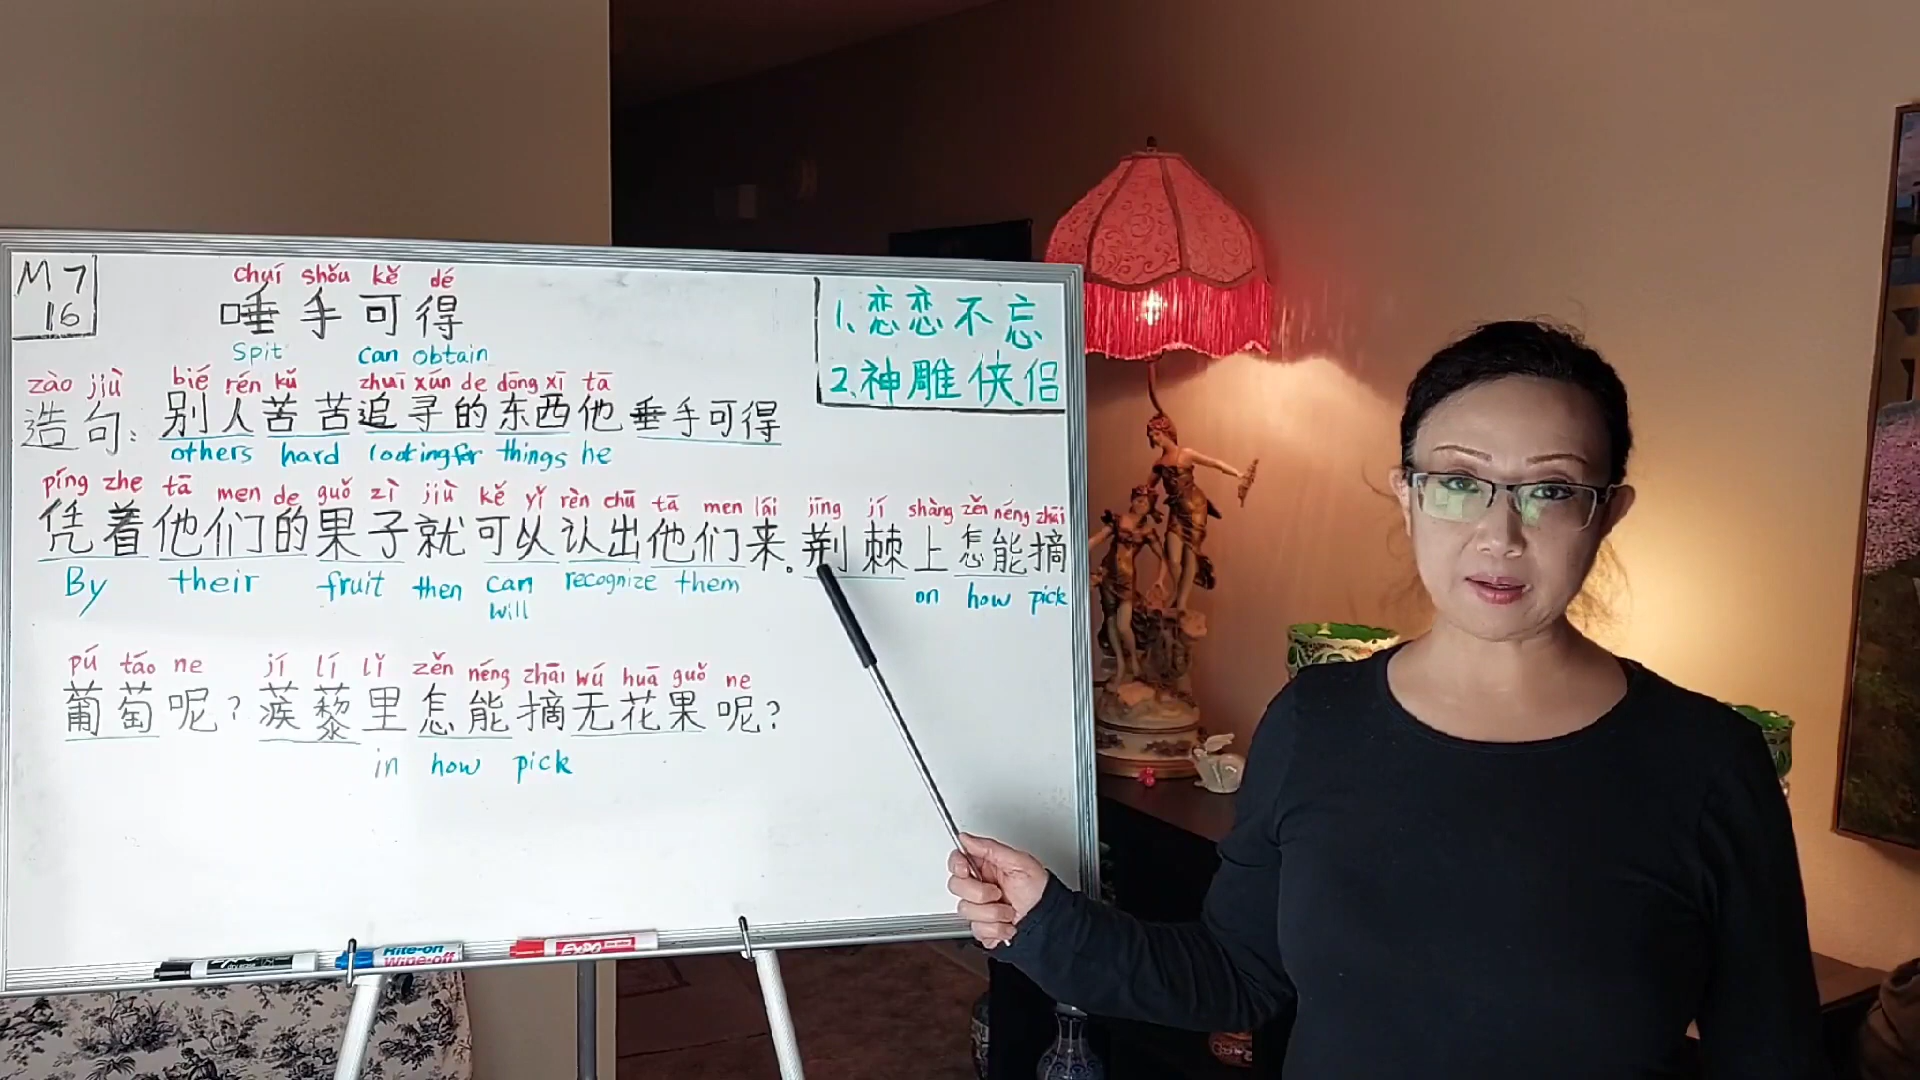 M 7
16
chuí shǒu kě dé
唾手可得
Spit can obtain
1、恋恋不忘
2、神雕侠侣
zào jiù bié rén kǔ zhuī xún de dōng xī tā
造句: 别人苦苦追寻的东西他垂手可得
others hard looking for things he
píng zhe tā men de guǒ zì jiù kě yǐ rèn chū tā men lái jīng jí shàng zěn néng zhāi
凭着他们的果子就可以认出他们来。荆棘上怎能摘
By their fruit then can recognize them on how pick
will
pú táo ne jí lí lǐ zěn néng zhāi wú huā guǒ ne
葡萄呢?蒺藜里怎能摘无花果呢?
in how pick
EXPO
Rite-on
Wipe-off
EXPO